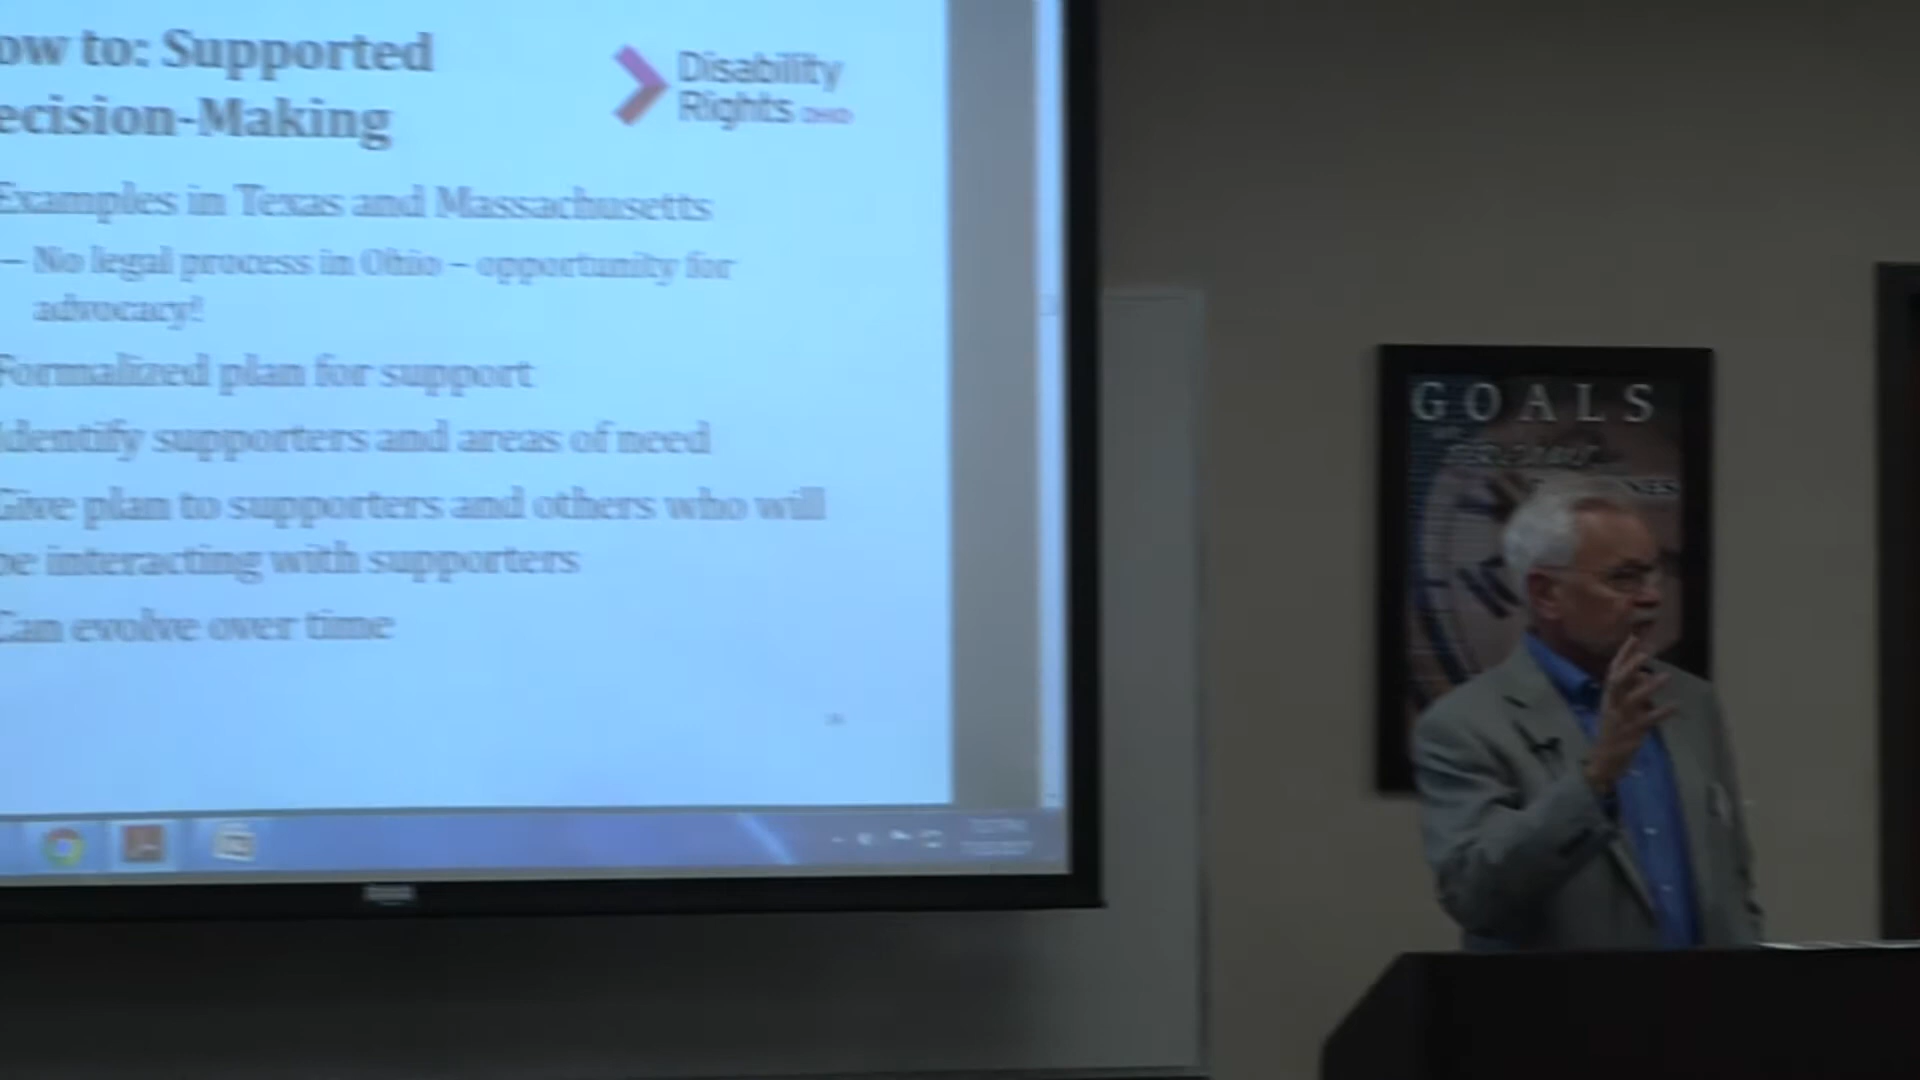 ow to: Supported
ecision-Making
Disability
Rights OHIO
Examples in Texas and Massachusetts
– No legal process in Ohio – opportunity for
advocacy!
Formalized plan for support
Identify supporters and areas of need
Give plan to supporters and others who will
be interacting with supporters
Can evolve over time
GOALS